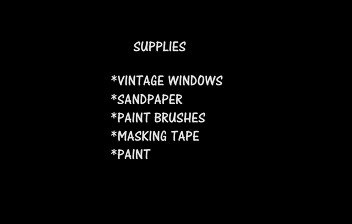 SUPPLIES
*VINTAGE WINDOWS
*SANDPAPER
*PAINT BRUSHES
*MASKING TAPE
*PAINT